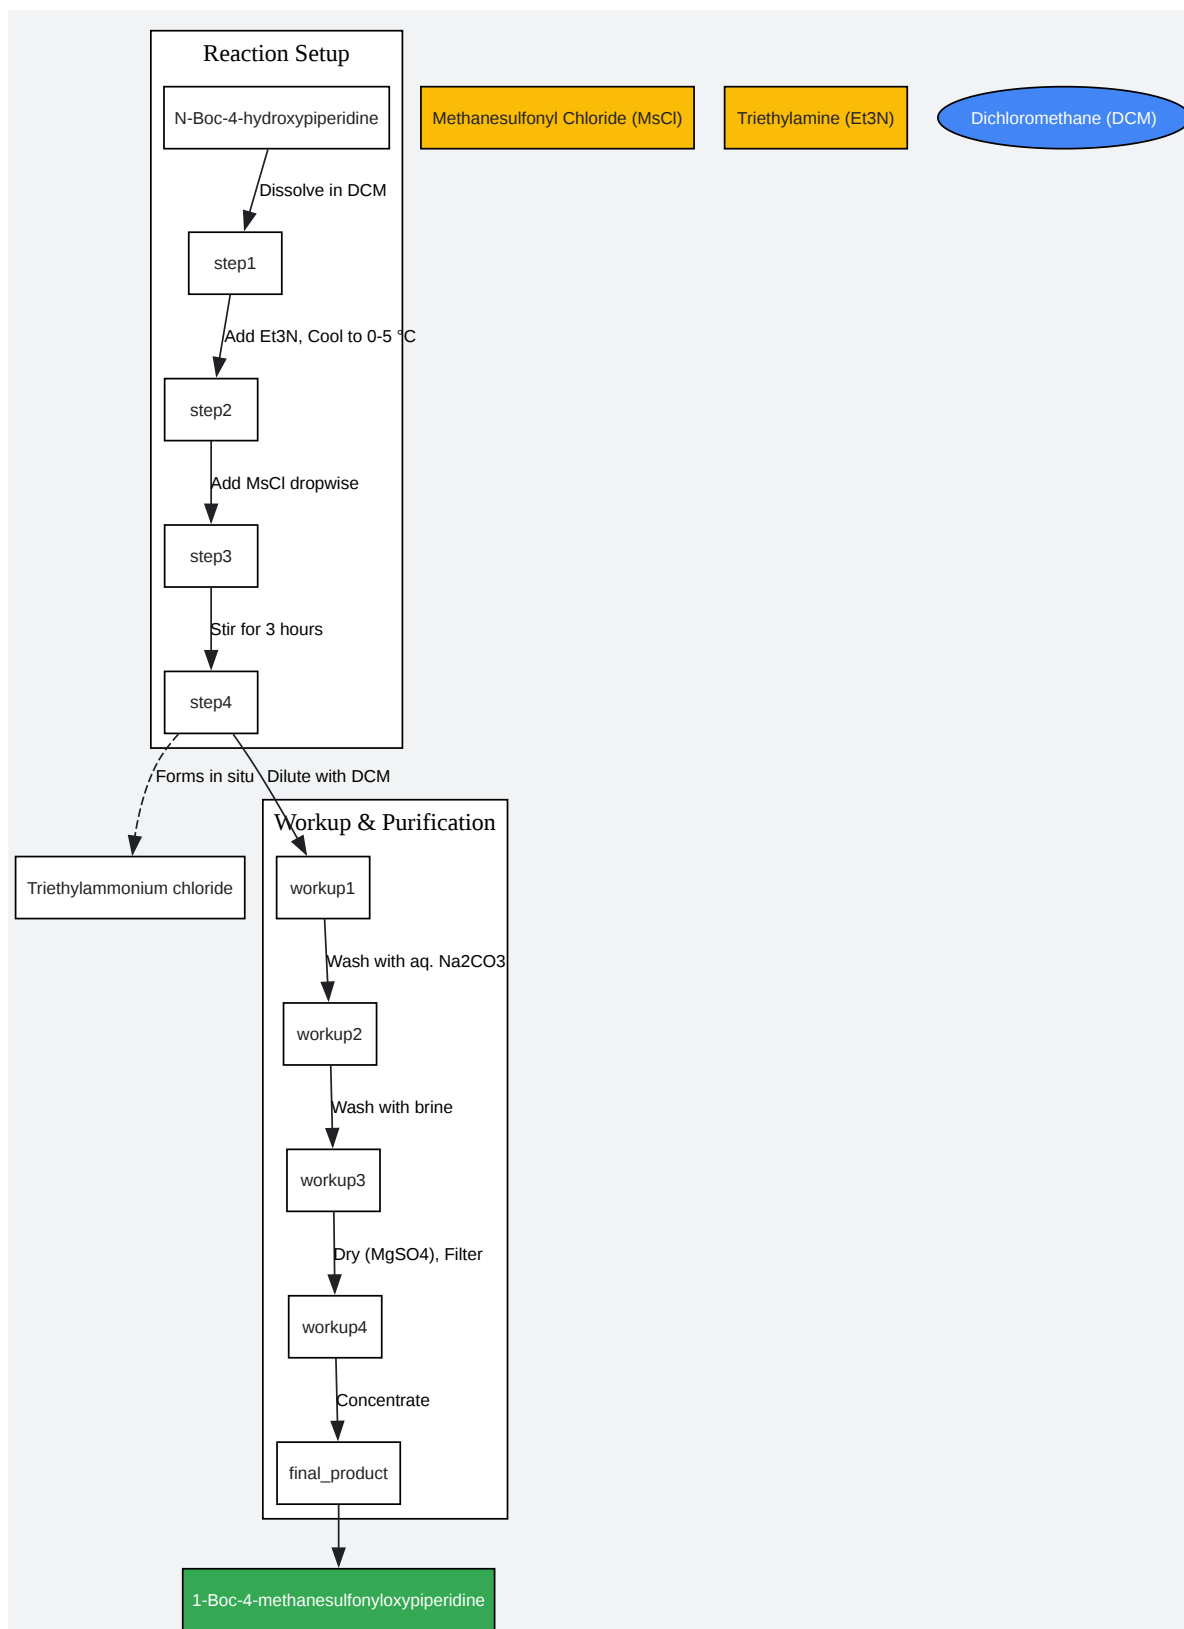 Reaction Setup
N-Boc-4-hydroxypiperidine
Methanesulfonyl Chloride (MsCl)
Triethylamine (Et3N)
Dichloromethane (DCM)
Dissolve in DCM
step1
Add Et3N, Cool to 0-5 °C
step2
Add MsCl dropwise
step3
Stir for 3 hours
step4
Forms in situ
Dilute with DCM
Workup & Purification
Triethylammonium chloride
workup1
Wash with aq. Na2CO3
workup2
Wash with brine
workup3
Dry (MgSO4), Filter
workup4
Concentrate
final_product
1-Boc-4-methanesulfonyloxypiperidine